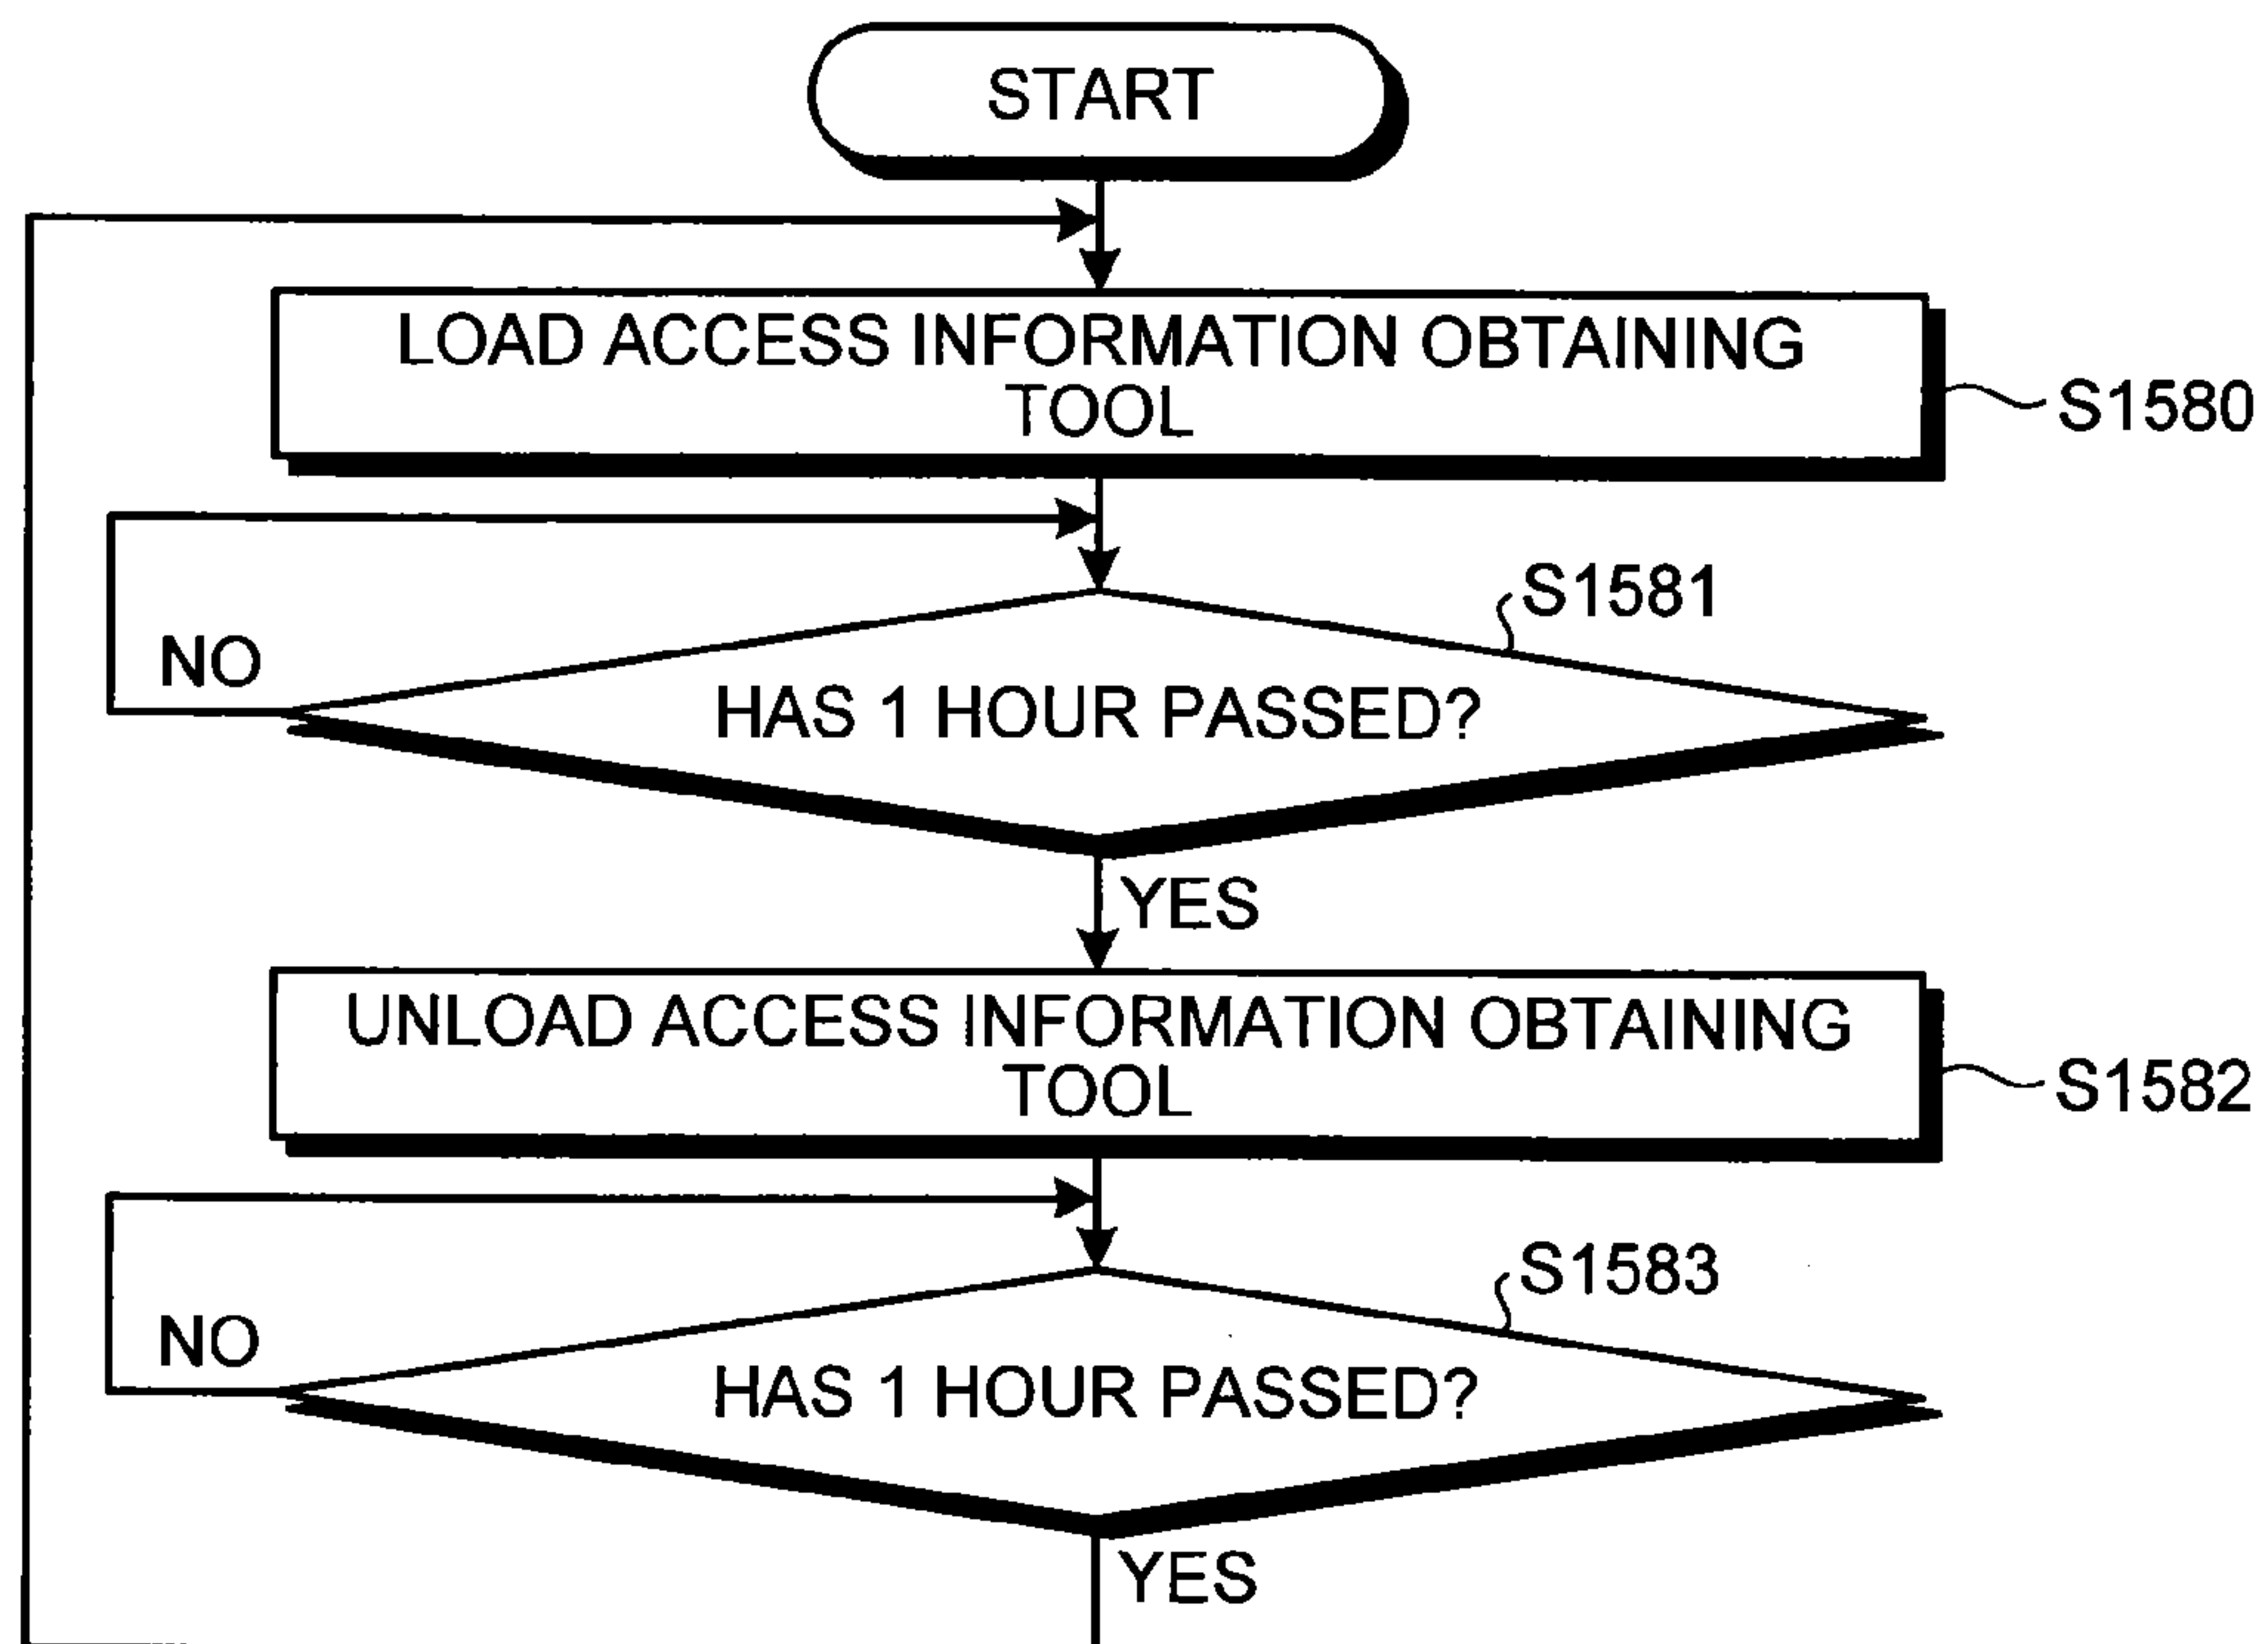 START
LOAD ACCESS INFORMATION OBTAINING
TOOL
S1580
S1581
NO
HAS 1 HOUR PASSED?
YES
UNLOAD ACCESS INFORMATION OBTAINING
TOOL
S1582
S1583
NO
HAS 1 HOUR PASSED?
YES